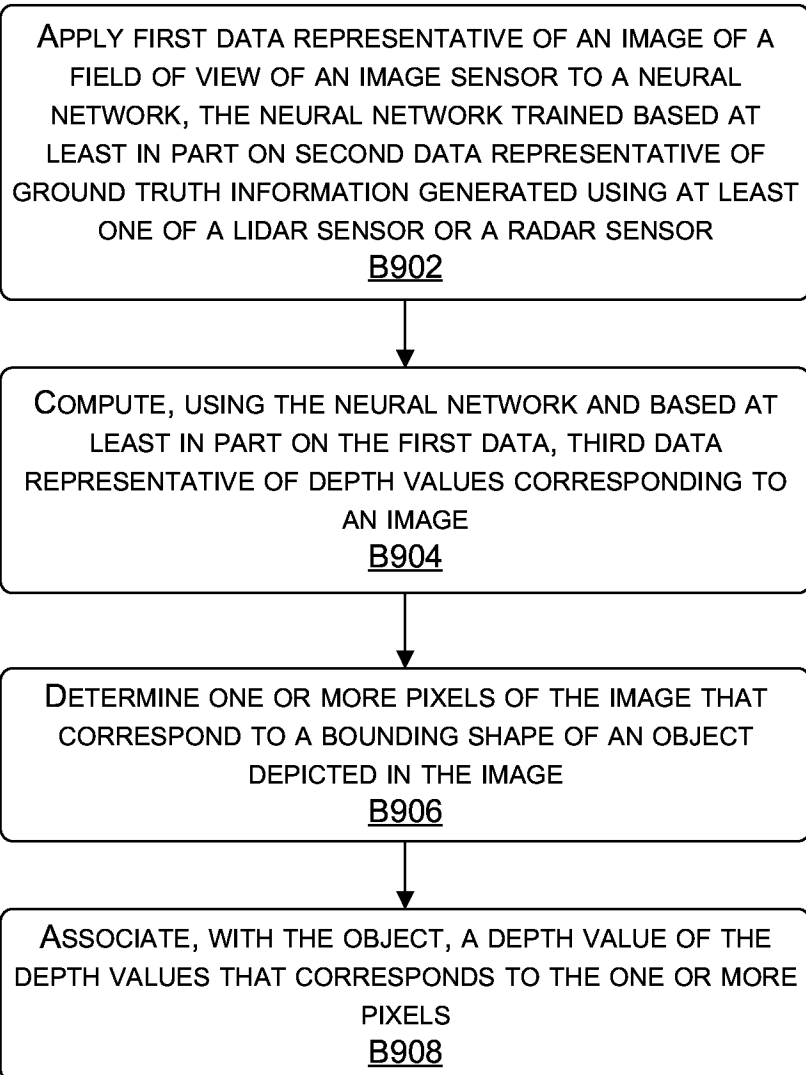 APPLY FIRST DATA REPRESENTATIVE OF AN IMAGE OF A
FIELD OF VIEW OF AN IMAGE SENSOR TO A NEURAL
NETWORK, THE NEURAL NETWORK TRAINED BASED AT
LEAST IN PART ON SECOND DATA REPRESENTATIVE OF
GROUND TRUTH INFORMATION GENERATED USING AT LEAST
ONE OF A LIDAR SENSOR OR A RADAR SENSOR
B902
COMPUTE, USING THE NEURAL NETWORK AND BASED AT
LEAST IN PART ON THE FIRST DATA, THIRD DATA
REPRESENTATIVE OF DEPTH VALUES CORRESPONDING TO
AN IMAGE
B904
DETERMINE ONE OR MORE PIXELS OF THE IMAGE THAT
CORRESPOND TO A BOUNDING SHAPE OF AN OBJECT
DEPICTED IN THE IMAGE
B906
ASSOCIATE, WITH THE OBJECT, A DEPTH VALUE OF THE
DEPTH VALUES THAT CORRESPONDS TO THE ONE OR MORE
PIXELS
B908